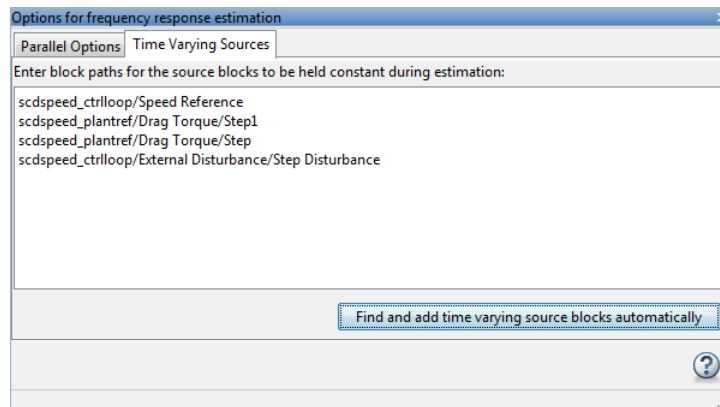 Options for frequency response estimation
Parallel Options Time Varying Sources
Enter block paths for the source blocks to be held constant during estimation:
scdspeed_ctrlloop/Speed Reference
scdspeed_plantref/Drag Torque/Step1
scdspeed_plantref/Drag Torque/Step
scdspeed_ctrlloop/External Disturbance/Step Disturbance
Find and add time varying source blocks automatically
?